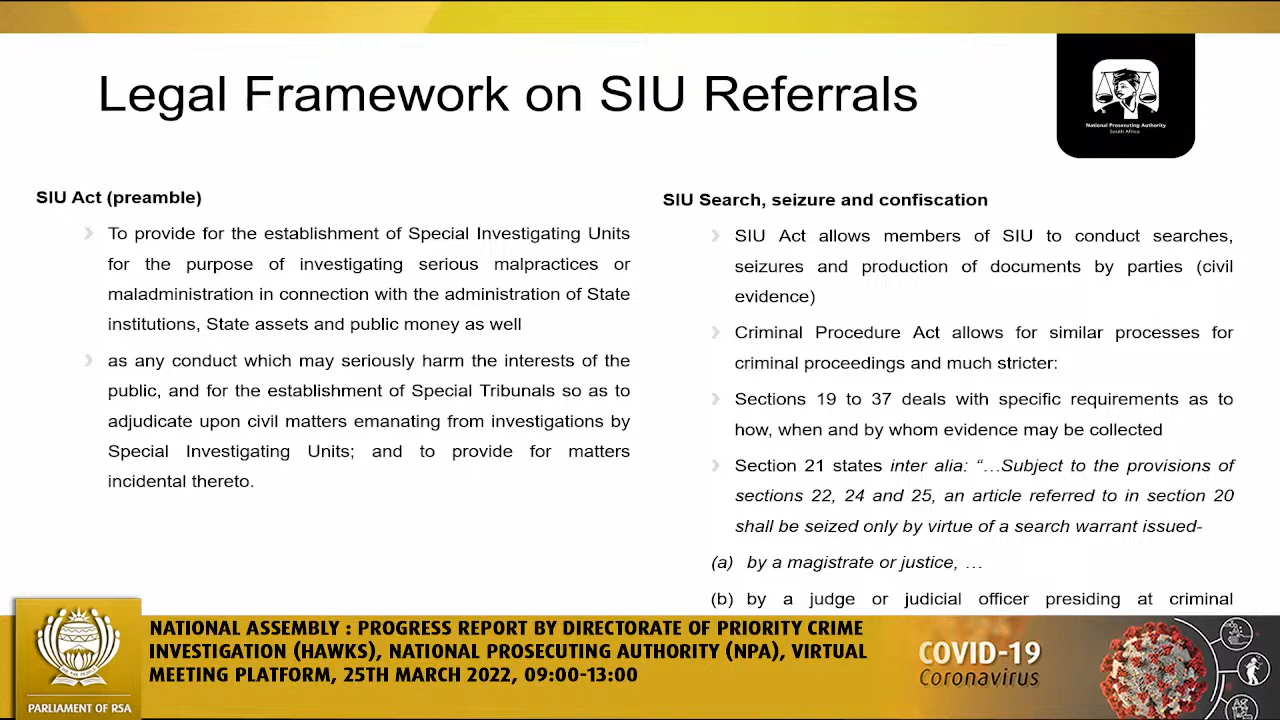 Legal Framework on SIU Referrals
National Prosecuting Authority
South Africa
SIU Act (preamble)
To provide for the establishment of Special Investigating Units
for the purpose of investigating serious malpractices or
maladministration in connection with the administration of State
institutions, State assets and public money as well
as any conduct which may seriously harm the interests of the
public, and for the establishment of Special Tribunals so as to
adjudicate upon civil matters emanating from investigations by
Special Investigating Units; and to provide for matters
incidental thereto.
SIU Search, seizure and confiscation
SIU Act allows members of SIU to conduct searches,
seizures and production of documents by parties (civil
evidence)
Criminal Procedure Act allows for similar processes for
criminal proceedings and much stricter:
Sections 19 to 37 deals with specific requirements as to
how, when and by whom evidence may be collected
Section 21 states inter alia: “…Subject to the provisions of
sections 22, 24 and 25, an article referred to in section 20
shall be seized only by virtue of a search warrant issued-
(a) by a magistrate or justice, …
(b) by a judge or judicial officer presiding at criminal
PARLIAMENT OF RSA
NATIONAL ASSEMBLY : PROGRESS REPORT BY DIRECTORATE OF PRIORITY CRIME
INVESTIGATION (HAWKS), NATIONAL PROSECUTING AUTHORITY (NPA), VIRTUAL
MEETING PLATFORM, 25TH MARCH 2022, 09:00-13:00
COVID-19
Coronavirus